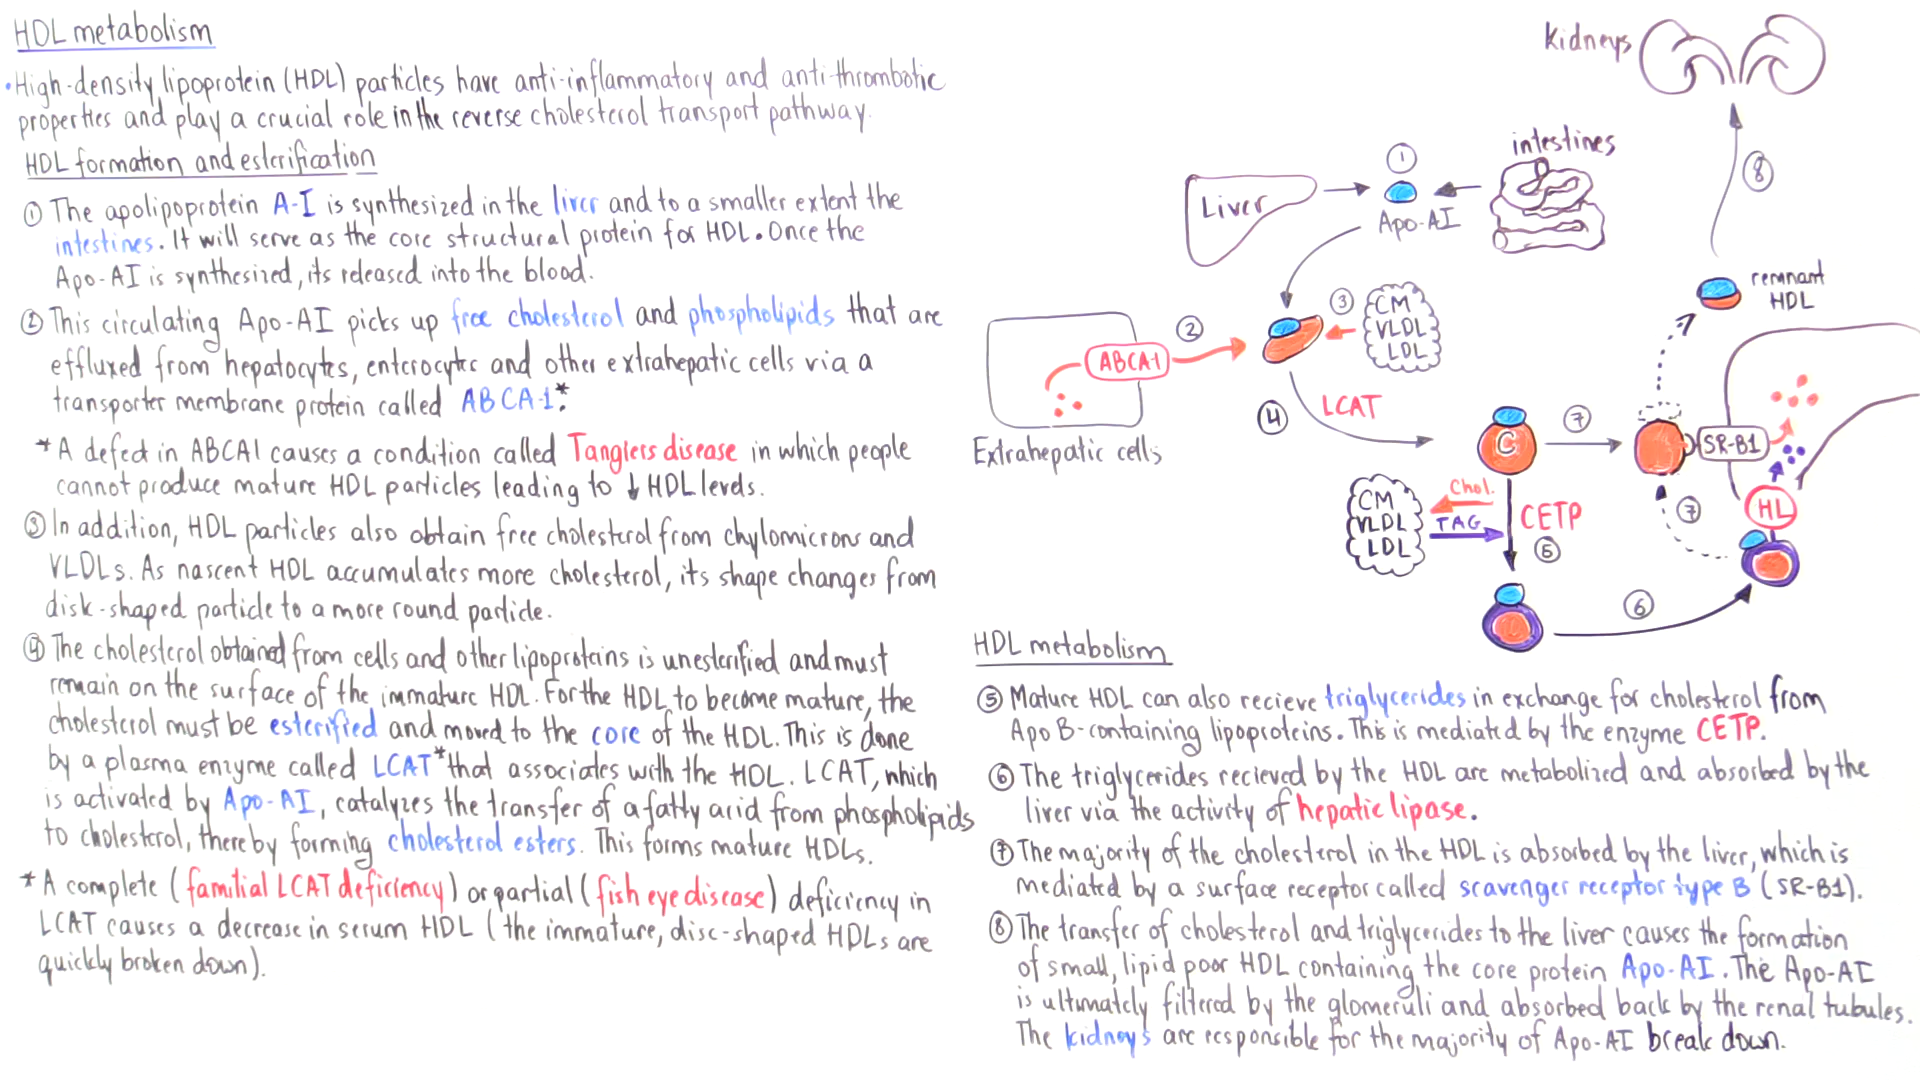 HDL metabolism
• High-density lipoprotein (HDL) particles have anti-inflammatory and anti-thrombotic
properties and play a crucial role in the reverse cholesterol transport pathway.
HDL formation and esterification
① The apolipoprotein A-I is synthesized in the liver and to a smaller extent the
intestines. It will serve as the core structural protein for HDL. Once the
Apo-AI is synthesized, its released into the blood.
② This circulating Apo-AI picks up free cholesterol and phospholipids that are
effluxed from hepatocytes, enterocytes and other extrahepatic cells via a
transporter membrane protein called ABCA-1.*
* A defect in ABCA1 causes a condition called Tangiers disease in which people
cannot produce mature HDL particles leading to ↓ HDL levels.
③ In addition, HDL particles also obtain free cholesterol from chylomicrons and
VLDLs. As nascent HDL accumulates more cholesterol, its shape changes from
disk-shaped particle to a more round particle.
④ The cholesterol obtained from cells and other lipoproteins is unesterified and must
remain on the surface of the immature HDL. For the HDL to become mature, the
cholesterol must be esterified and moved to the core of the HDL. This is done
by a plasma enzyme called LCAT* that associates with the HDL. LCAT, which
is activated by Apo-AI, catalyzes the transfer of a fatty acid from phospholipids
to cholesterol, thereby forming cholesterol esters. This forms mature HDLs.
* A complete (familial LCAT deficiency) or partial (fish eye disease) deficiency in
LCAT causes a decrease in serum HDL (the immature, disc-shaped HDLs are
quickly broken down).
kidneys
intestines
①
⑧
Liver
Apo-AI
remnant
HDL
③
CM
VLDL
LDL
②
ABCA-1
④
LCAT
Extrahepatic cells
C
⑦
SR-B1
CM
VLDL
LDL
Chol.
TAG
CETP
⑤
⑦
HL
⑥
HDL metabolism
⑤ Mature HDL can also recieve triglycerides in exchange for cholesterol from
Apo B-containing lipoproteins. This is mediated by the enzyme CETP.
⑥ The triglycerides recieved by the HDL are metabolized and absorbed by the
liver via the activity of hepatic lipase.
⑦ The majority of the cholesterol in the HDL is absorbed by the liver, which is
mediated by a surface receptor called scavenger receptor type B (SR-B1).
⑧ The transfer of cholesterol and triglycerides to the liver causes the formation
of small, lipid poor HDL containing the core protein Apo-AI. The Apo-AI
is ultimately filtered by the glomeruli and absorbed back by the renal tubules.
The kidneys are responsible for the majority of Apo-AI break down.